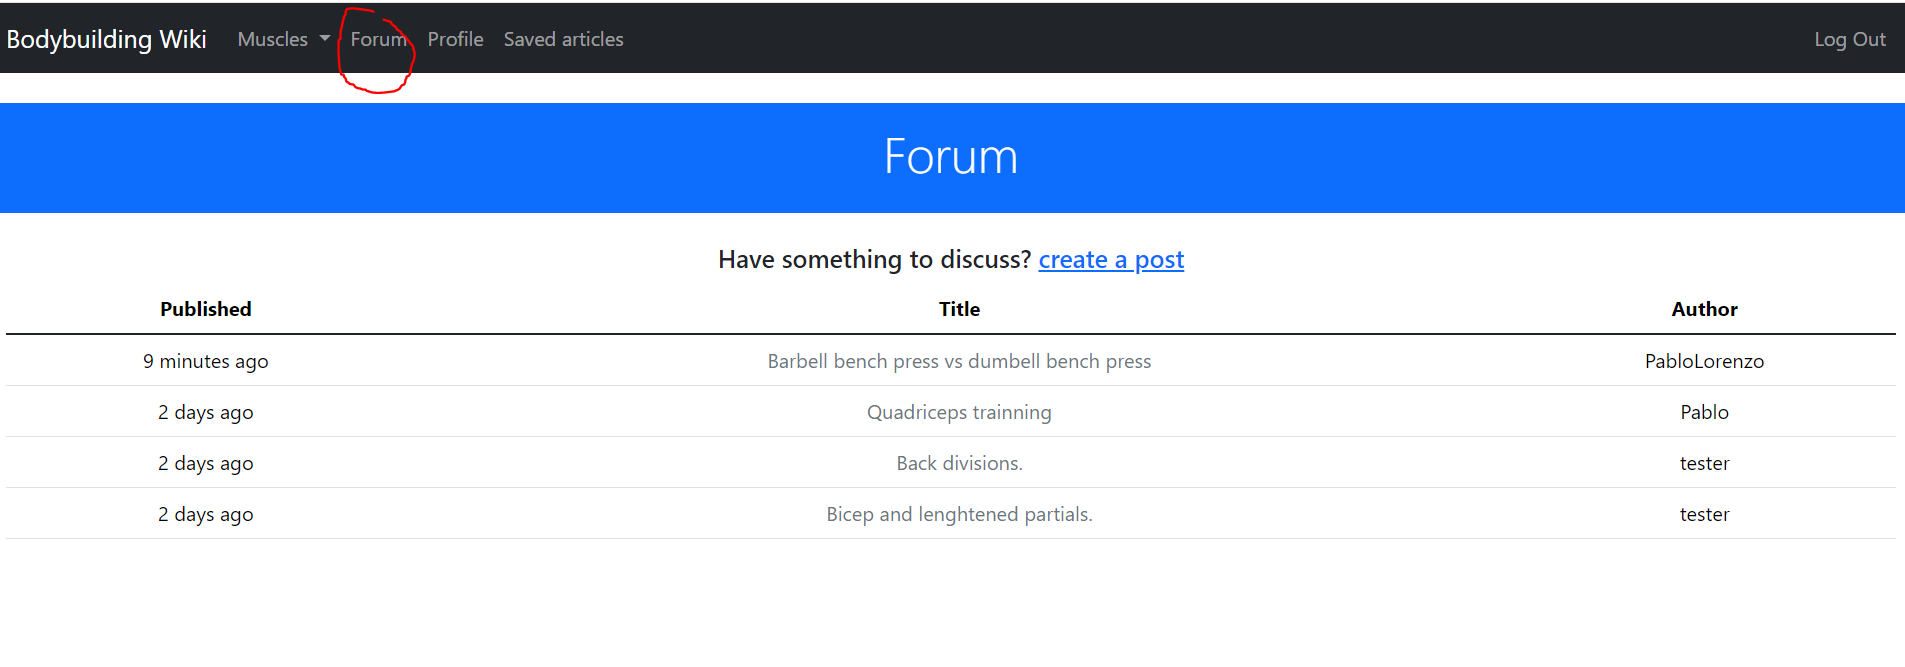 Bodybuilding Wiki Muscles Forum Profile Saved articles Log Out
Forum
Have something to discuss? create a post
Published Title Author
9 minutes ago Barbell bench press vs dumbell bench press PabloLorenzo
2 days ago Quadriceps trainning Pablo
2 days ago Back divisions. tester
2 days ago Bicep and lenghtened partials. tester